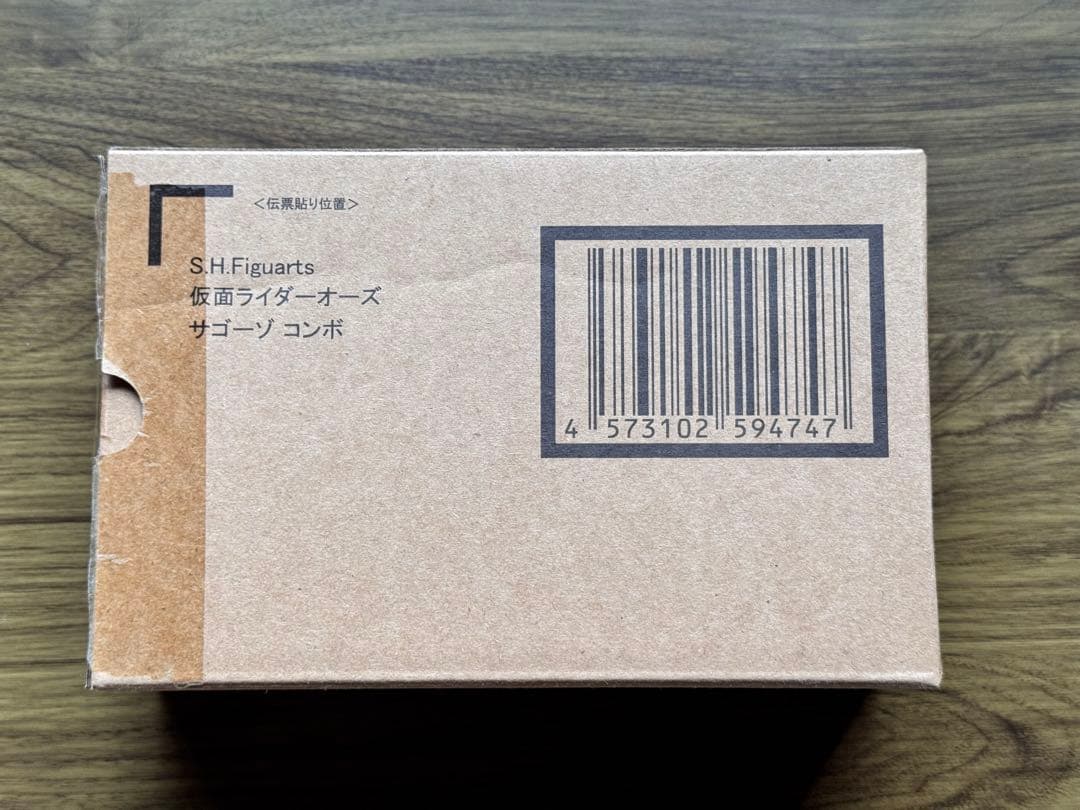 <伝票貼り位置>
S.H.Figuarts
仮面ライダーオーズ
サゴーゾ コンボ
4 573102 594747